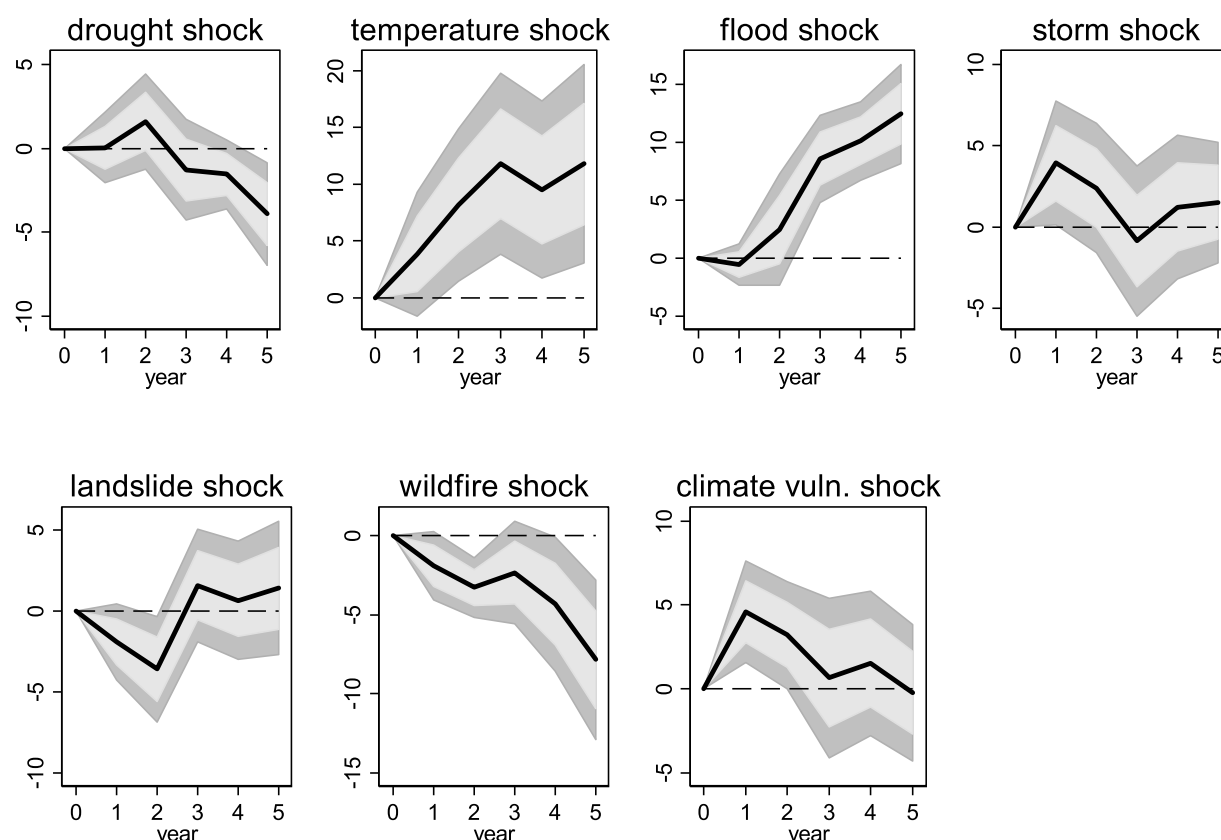 drought shock
5
0
-5
-10
0 1 2 3 4 5
year
temperature shock
20
15
10
5
0
0 1 2 3 4 5
year
flood shock
15
10
5
0
-5
0 1 2 3 4 5
year
storm shock
10
5
0
-5
0 1 2 3 4 5
year
landslide shock
5
0
-5
-10
0 1 2 3 4 5
year
wildfire shock
0
-5
-10
-15
0 1 2 3 4 5
year
climate vuln. shock
10
5
0
-5
0 1 2 3 4 5
year